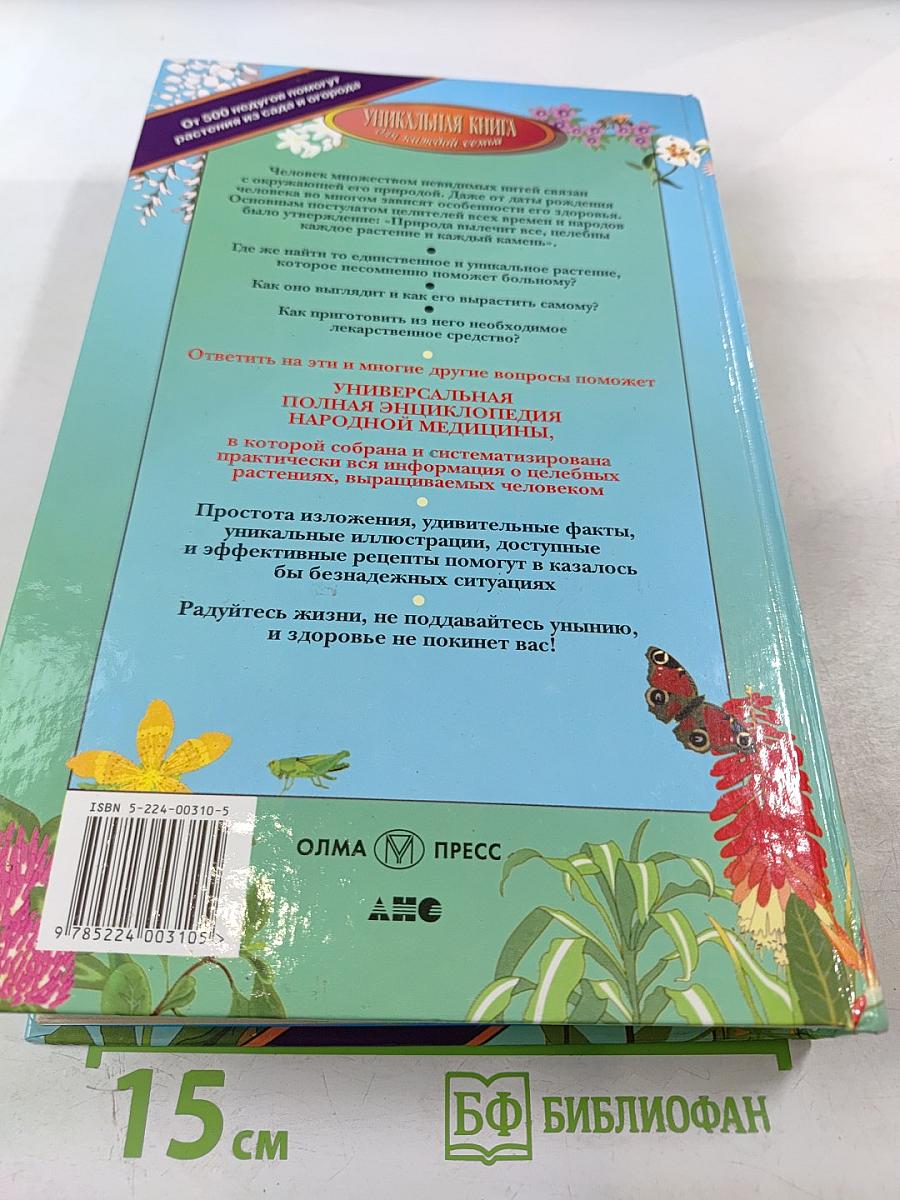 От 500 недугов помогут
растения из сада и огорода
УНИКАЛЬНАЯ КНИГА
для каждой семьи
Человек множеством невидимых нитей связан
с окружающей его природой. Даже от даты рождения
человека во многом зависят особенности его здоровья.
Основным постулатом целителей всех времен и народов
было утверждение: «Природа вылечит все, целебны
каждое растение и каждый камень».
Где же найти то единственное и уникальное растение,
которое несомненно поможет больному?
Как оно выглядит и как его вырастить самому?
Как приготовить из него необходимое
лекарственное средство?
Ответить на эти и многие другие вопросы поможет
УНИВЕРСАЛЬНАЯ
ПОЛНАЯ ЭНЦИКЛОПЕДИЯ
НАРОДНОЙ МЕДИЦИНЫ,
в которой собрана и систематизирована
практически вся информация о целебных
растениях, выращиваемых человеком
Простота изложения, удивительные факты,
уникальные иллюстрации, доступные
и эффективные рецепты помогут в казалось
бы безнадежных ситуациях
Радуйтесь жизни, не поддавайтесь унынию,
и здоровье не покинет вас!
ISBN 5-224-00310-5
9 785224 003105 >
ОЛМА ПРЕСС
АНС
15 см
БФ БИБЛИОФАН